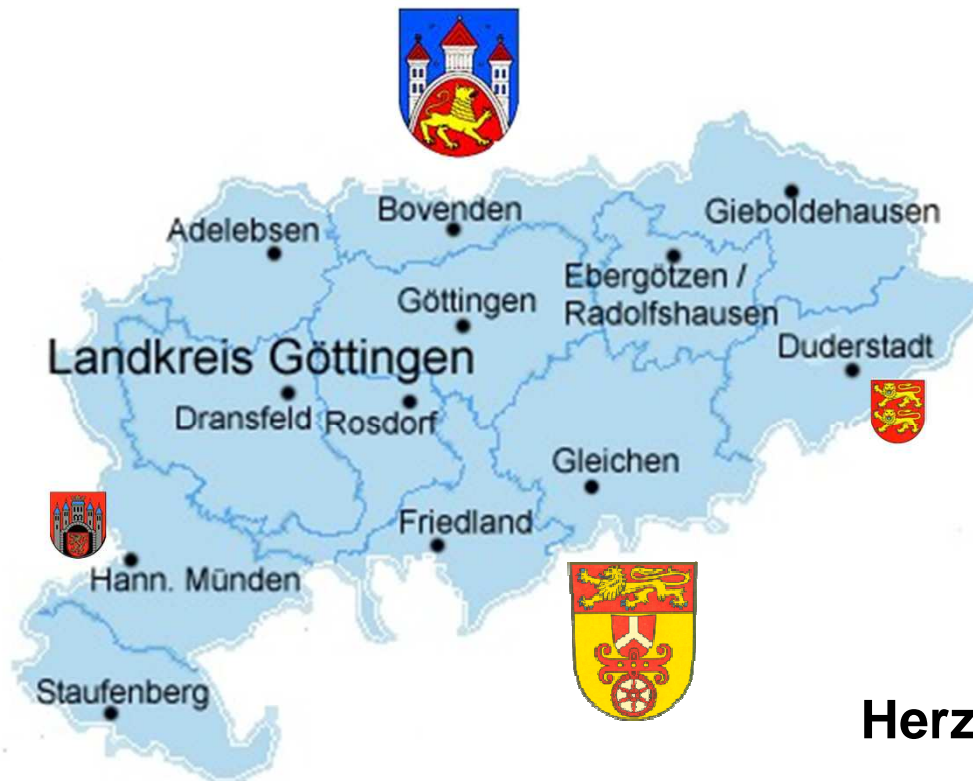 Adelebsen
Bovenden
Gieboldehausen
Ebergötzen /
Radolfshausen
Göttingen
Landkreis Göttingen
Duderstadt
Dransfeld
Rosdorf
Gleichen
Friedland
Hann. Münden
Staufenberg
Herz